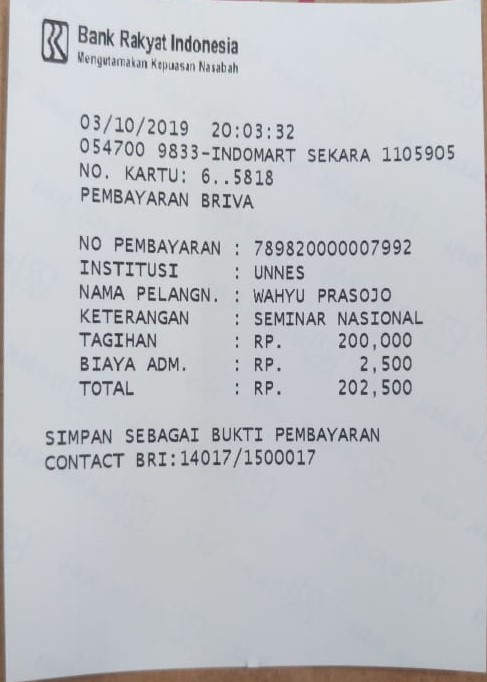 Bank Rakyat Indonesia
Mengutamakan Kepuasan Nasabah
03/10/2019 20:03:32
054700 9833-INDOMART SEKARA 1105905
NO. KARTU: 6..5818
PEMBAYARAN BRIVA
NO PEMBAYARAN : 789820000007992
INSTITUSI : UNNES
NAMA PELANGN. : WAHYU PRASOJO
KETERANGAN : SEMINAR NASIONAL
TAGIHAN : RP. 200,000
BIAYA ADM. : RP. 2,500
TOTAL : RP. 202,500
SIMPAN SEBAGAI BUKTI PEMBAYARAN
CONTACT BRI:14017/1500017